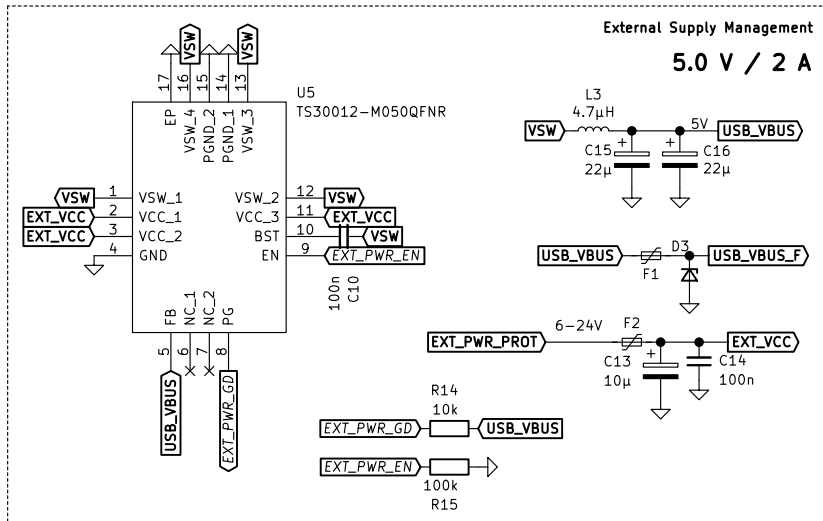 External Supply Management
5.0 V / 2 A
VSW
VSW
17
16
15
14
13
EP
VSW_4
PGND_2
PGND_1
VSW_3
U5
TS30012-M050QFNR
VSW 1 VSW_1
EXT_VCC 2 VCC_1
EXT_VCC 3 VCC_2
4 GND
VSW_2 12 VSW
VCC_3 11 EXT_VCC
BST 10 VSW
EN 9 EXT_PWR_EN
100n
C10
FB
NC_1
NC_2
PG
5
6
7
8
USB_VBUS
EXT_PWR_GD
L3
4.7µH
VSW 5V USB_VBUS
+ C15
22µ
+ C16
22µ
USB_VBUS D3 USB_VBUS_F
F1
EXT_PWR_PROT 6-24V F2 EXT_VCC
C13 +
10µ
C14
100n
R14
10k
EXT_PWR_GD USB_VBUS
EXT_PWR_EN
100k
R15